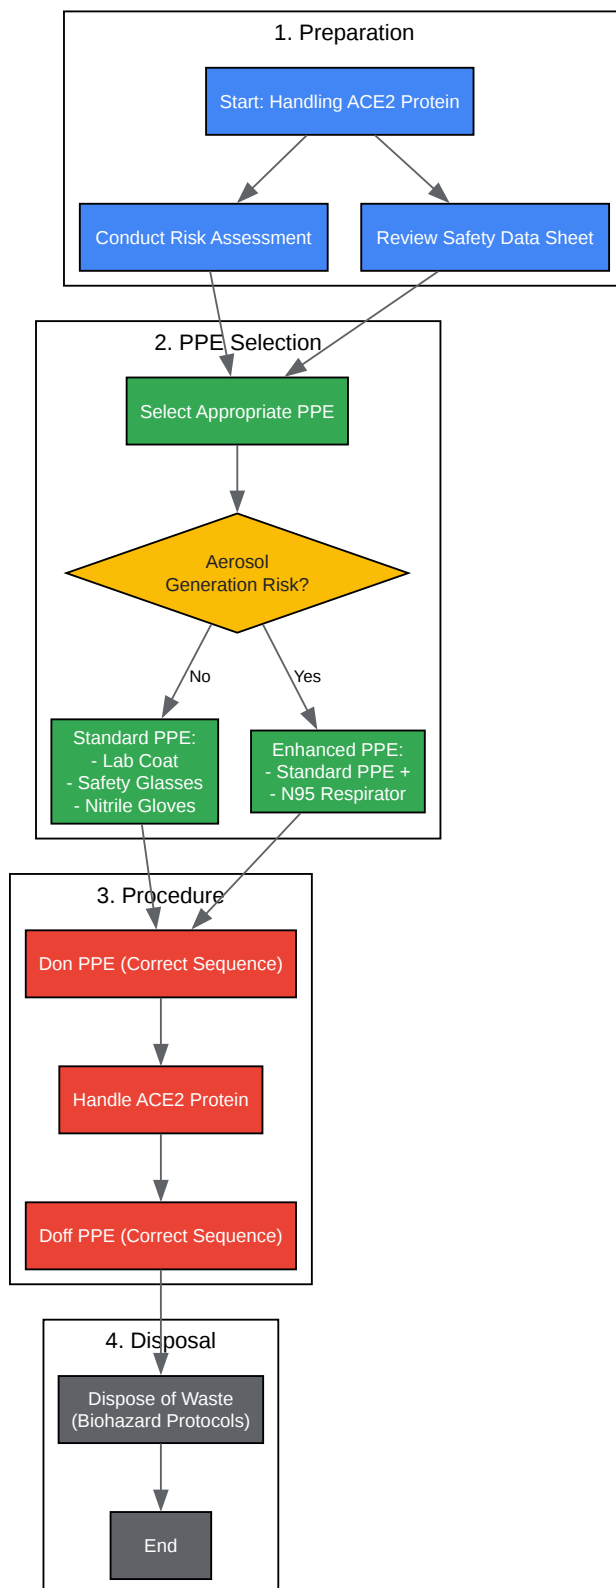 1. Preparation
Start: Handling ACE2 Protein
Conduct Risk Assessment
Review Safety Data Sheet
2. PPE Selection
Select Appropriate PPE
Aerosol
Generation Risk?
No
Yes
Standard PPE:
- Lab Coat
- Safety Glasses
- Nitrile Gloves
Enhanced PPE:
- Standard PPE +
- N95 Respirator
3. Procedure
Don PPE (Correct Sequence)
Handle ACE2 Protein
Doff PPE (Correct Sequence)
4. Disposal
Dispose of Waste
(Biohazard Protocols)
End